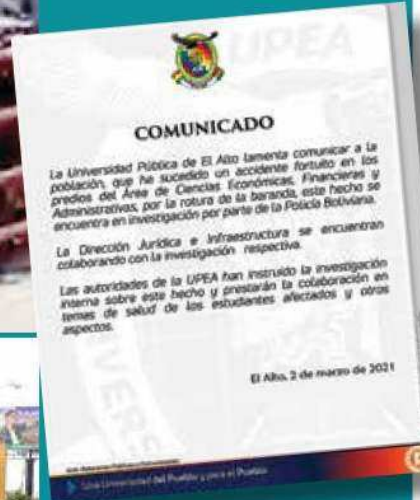 UPEA
COMUNICADO
La Universidad Pública de El Alto lamenta comunicar a la
población, que ha sucedido un accidente fortuito en los
predios del Área de Ciencias Económicas, Financieras y
Administrativas, por la rotura de la baranda, este hecho se
encuentra en investigación por parte de la Policía Boliviana.
La Dirección Jurídica e Infraestructura se encuentran
colaborando con la investigación respectiva.
Las autoridades de la UPEA han instruido la investigación
interna sobre este hecho y prestarán la colaboración en
temas de salud de los estudiantes afectados y otros
aspectos.
El Alto, 2 de marzo de 2021
Una Universidad del Pueblo y para el Pueblo